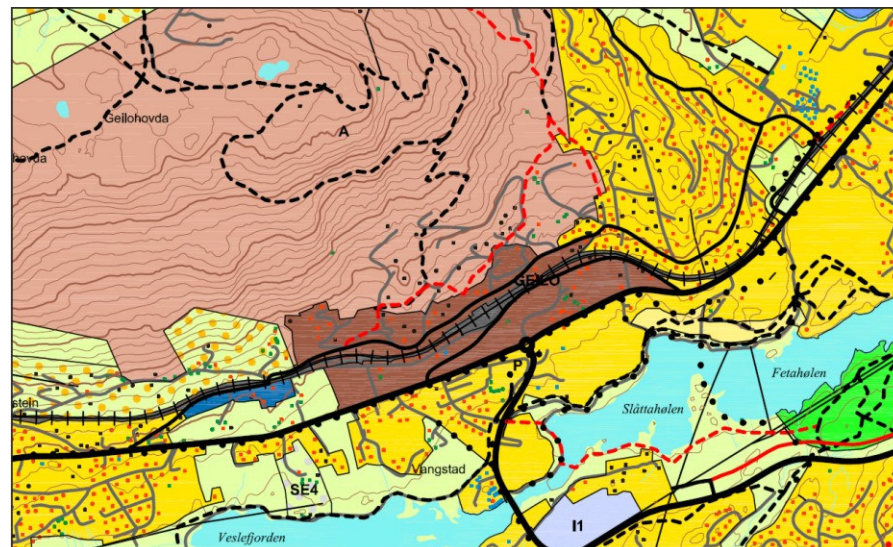 Geilohovda
A
hovda
GEILO
P
Fetahølen
Slåttahølen
stein
Vangstad
SE4
I1
Veslefjorden